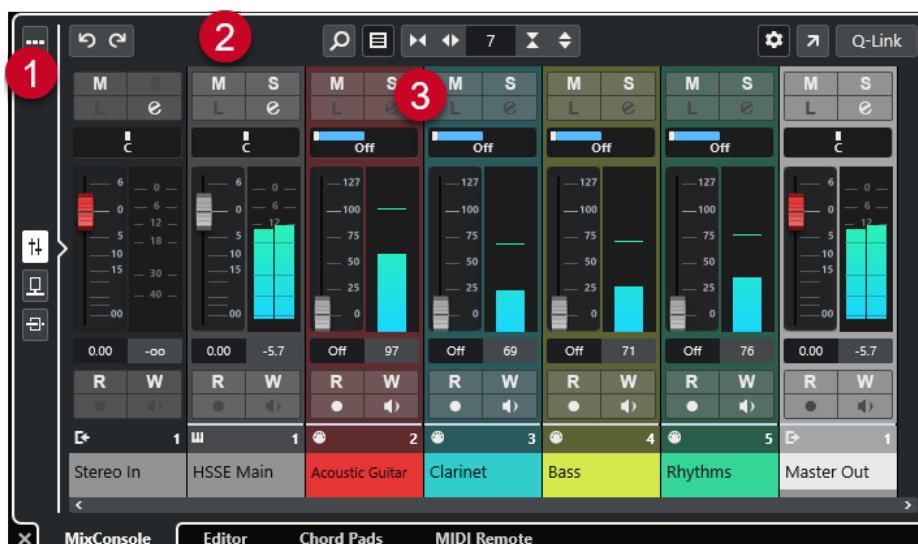 1
2
3
7
Q-Link
M S M S M S M S M S M S M S
L e L e L e L e L e L e L e
C C Off Off Off Off C
6 0 5 10 15 00
0 6 12 18 30 40
6 0 5 10 15 00
0 6 12
127 100 75 50 25 0
127 100 75 50 25 0
127 100 75 50 25 0
127 100 75 50 25 0
6 0 5 10 15 00
0 6 12
0.00 -oo 0.00 -5.7 Off 97 Off 69 Off 71 Off 76 0.00 -5.7
R W R W R W R W R W R W R W
1 1 2 3 4 5 1
Stereo In HSSE Main Acoustic Guitar Clarinet Bass Rhythms Master Out
MixConsole Editor Chord Pads MIDI Remote